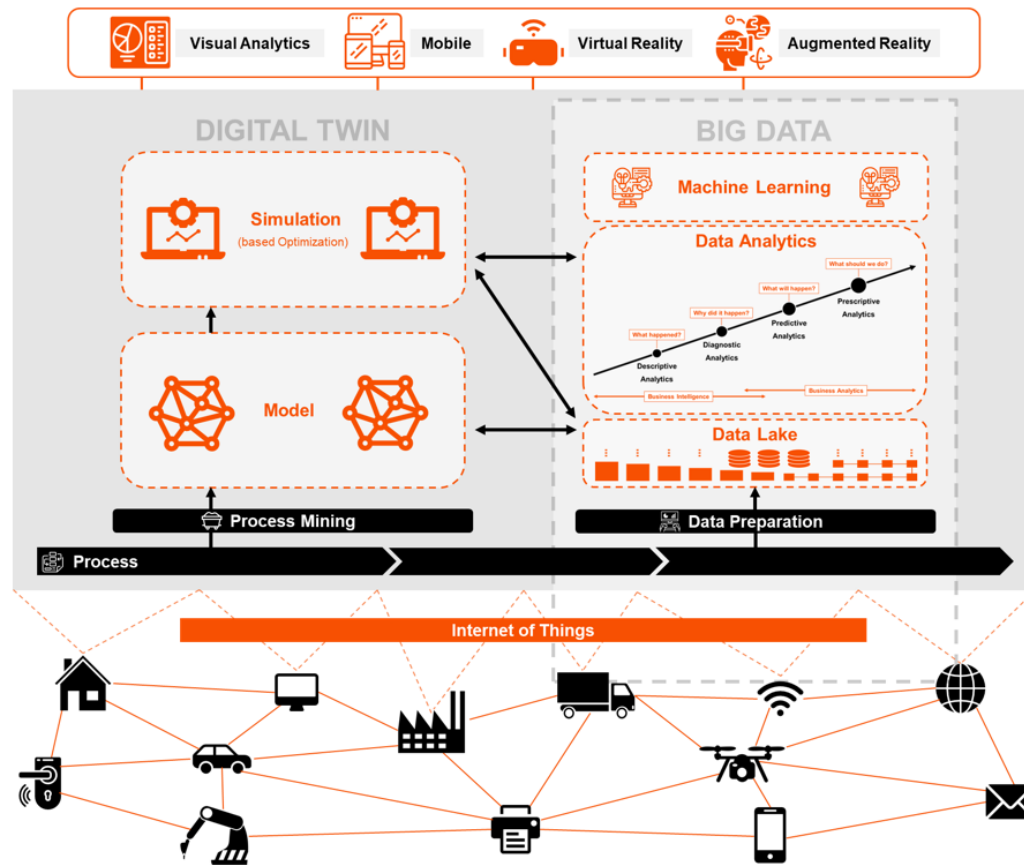 Visual Analytics
Mobile
Virtual Reality
Augmented Reality
DIGITAL TWIN
BIG DATA
Simulation
(based Optimization)
Model
Machine Learning
Data Analytics
What should we do?
What will happen?
Why did it happen?
What happened?
Prescriptive
Analytics
Predictive
Analytics
Diagnostic
Analytics
Descriptive
Analytics
Business Intelligence
Business Analytics
Data Lake
Process Mining
Data Preparation
Process
Internet of Things